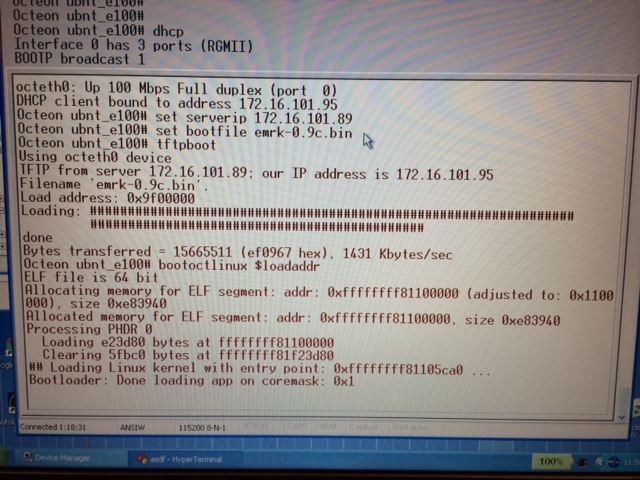 Octeon ubnt_e100#
Octeon ubnt_e100#
Octeon ubnt_e100# dhcp
Interface 0 has 3 ports (RGMII)
BOOTP broadcast 1
octeth0: Up 100 Mbps Full duplex (port  0)
DHCP client bound to address 172.16.101.95
Octeon ubnt_e100# set serverip 172.16.101.89
Octeon ubnt_e100# set bootfile emrk-0.9c.bin
Octeon ubnt_e100# tftpboot
Using octeth0 device
TFTP from server 172.16.101.89; our IP address is 172.16.101.95
Filename 'emrk-0.9c.bin'.
Load address: 0x9f00000
Loading: #################################################################
#############################################
done
Bytes transferred = 15665511 (ef0967 hex), 1431 Kbytes/sec
Octeon ubnt_e100# bootoctlinux $loadaddr
ELF file is 64 bit
Allocating memory for ELF segment: addr: 0xffffffff81100000 (adjusted to: 0x1100
000), size 0xe83940
Allocated memory for ELF segment: addr: 0xffffffff81100000, size 0xe83940
Processing PHDR 0
Loading e23d80 bytes at ffffffff81100000
Clearing 5fbc0 bytes at ffffffff81f23d80
## Loading Linux kernel with entry point: 0xffffffff81105ca0 ...
Bootloader: Done loading app on coremask: 0x1
Connected 1:18:31 ANSIW 115200 8-N-1 SCROLL CAPS NUM Capture Print echo
Device Manager asdf - HyperTerminal 100%